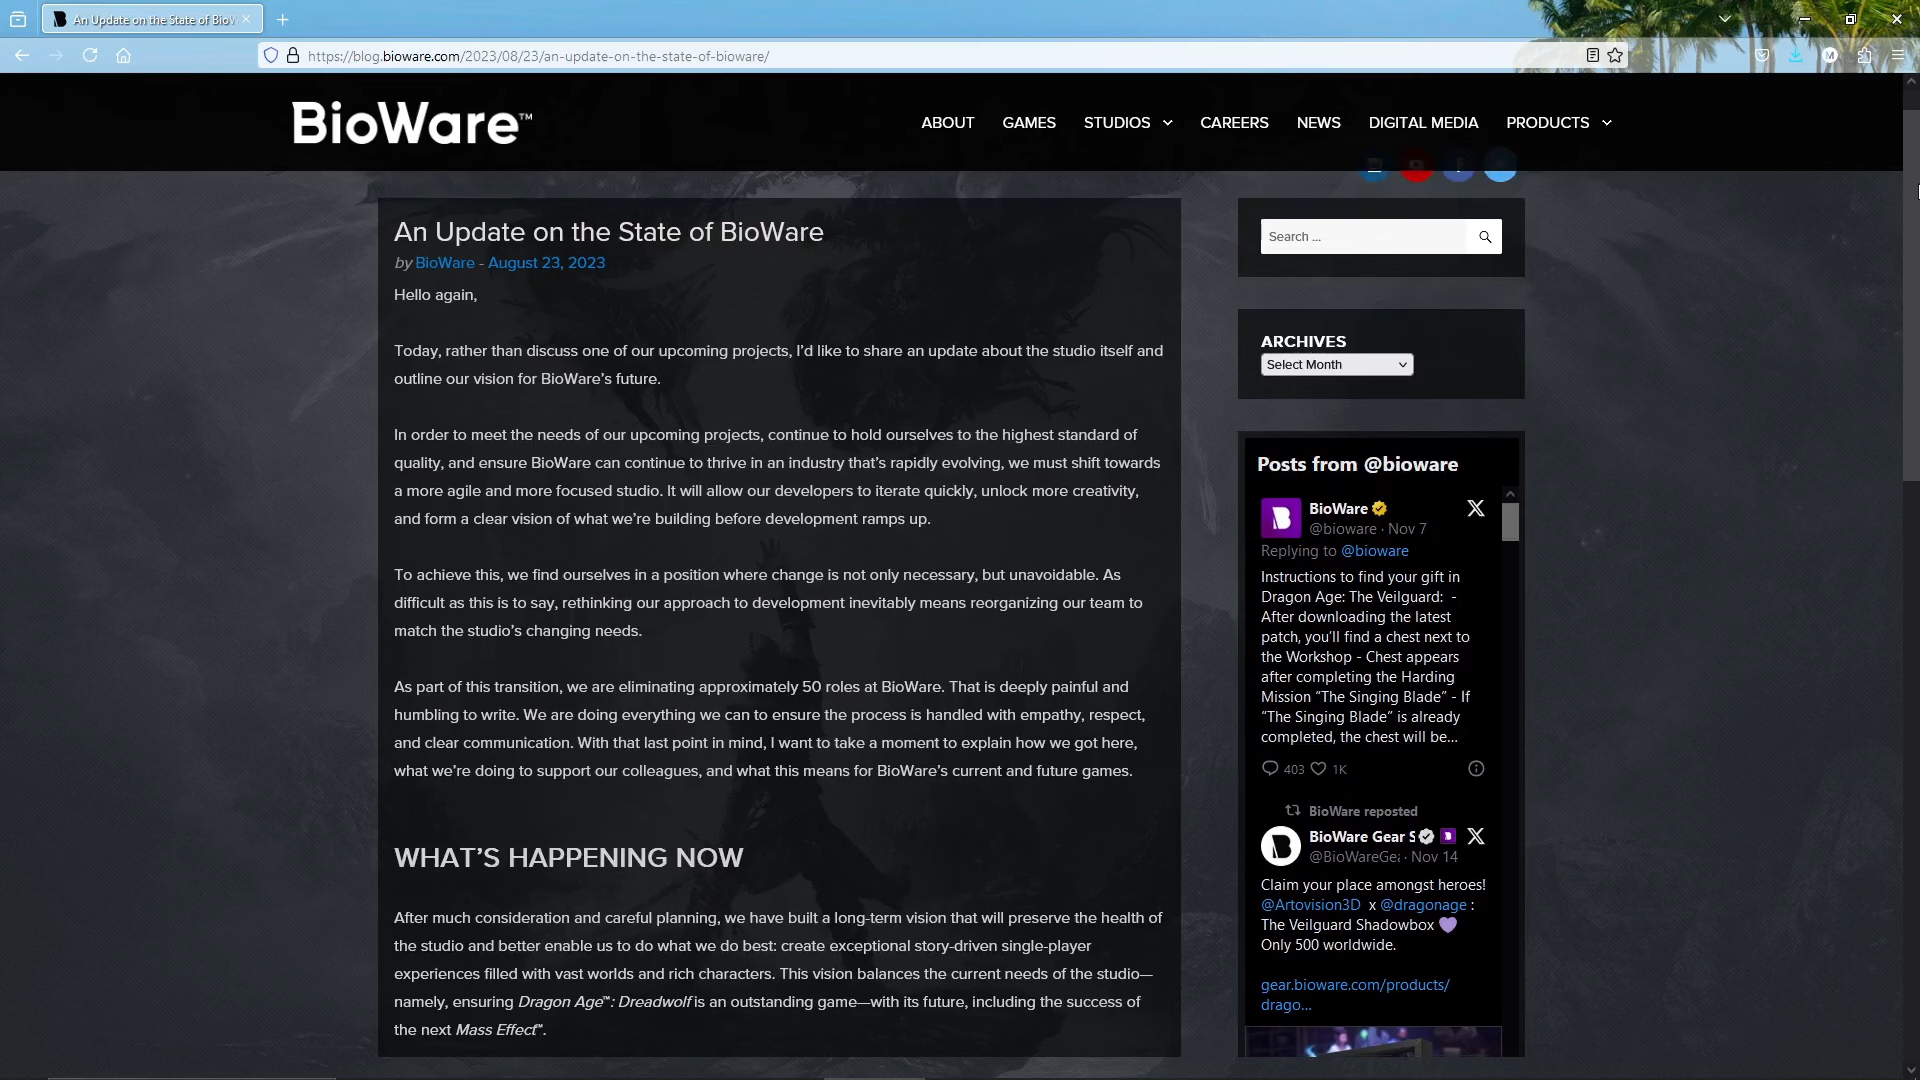 An Update on the State of BioW
https://blog.bioware.com/2023/08/23/an-update-on-the-state-of-bioware/
M
BioWare™
ABOUT GAMES STUDIOS CAREERS NEWS DIGITAL MEDIA PRODUCTS
An Update on the State of BioWare
by BioWare - August 23, 2023
Hello again,
Today, rather than discuss one of our upcoming projects, I’d like to share an update about the studio itself and
outline our vision for BioWare’s future.
In order to meet the needs of our upcoming projects, continue to hold ourselves to the highest standard of
quality, and ensure BioWare can continue to thrive in an industry that’s rapidly evolving, we must shift towards
a more agile and more focused studio. It will allow our developers to iterate quickly, unlock more creativity,
and form a clear vision of what we’re building before development ramps up.
To achieve this, we find ourselves in a position where change is not only necessary, but unavoidable. As
difficult as this is to say, rethinking our approach to development inevitably means reorganizing our team to
match the studio’s changing needs.
As part of this transition, we are eliminating approximately 50 roles at BioWare. That is deeply painful and
humbling to write. We are doing everything we can to ensure the process is handled with empathy, respect,
and clear communication. With that last point in mind, I want to take a moment to explain how we got here,
what we’re doing to support our colleagues, and what this means for BioWare’s current and future games.
WHAT’S HAPPENING NOW
After much consideration and careful planning, we have built a long-term vision that will preserve the health of
the studio and better enable us to do what we do best: create exceptional story-driven single-player
experiences filled with vast worlds and rich characters. This vision balances the current needs of the studio—
namely, ensuring Dragon Age™: Dreadwolf is an outstanding game—with its future, including the success of
the next Mass Effect™.
Search ...
ARCHIVES
Select Month
Posts from @bioware
BioWare
@bioware · Nov 7
Replying to @bioware
Instructions to find your gift in
Dragon Age: The Veilguard: -
After downloading the latest
patch, you’ll find a chest next to
the Workshop - Chest appears
after completing the Harding
Mission “The Singing Blade” - If
“The Singing Blade” is already
completed, the chest will be…
403 1K
BioWare reposted
BioWare Gear S
@BioWareGea · Nov 14
Claim your place amongst heroes!
@Artovision3D x @dragonage :
The Veilguard Shadowbox 💜
Only 500 worldwide.
gear.bioware.com/products/
drago…